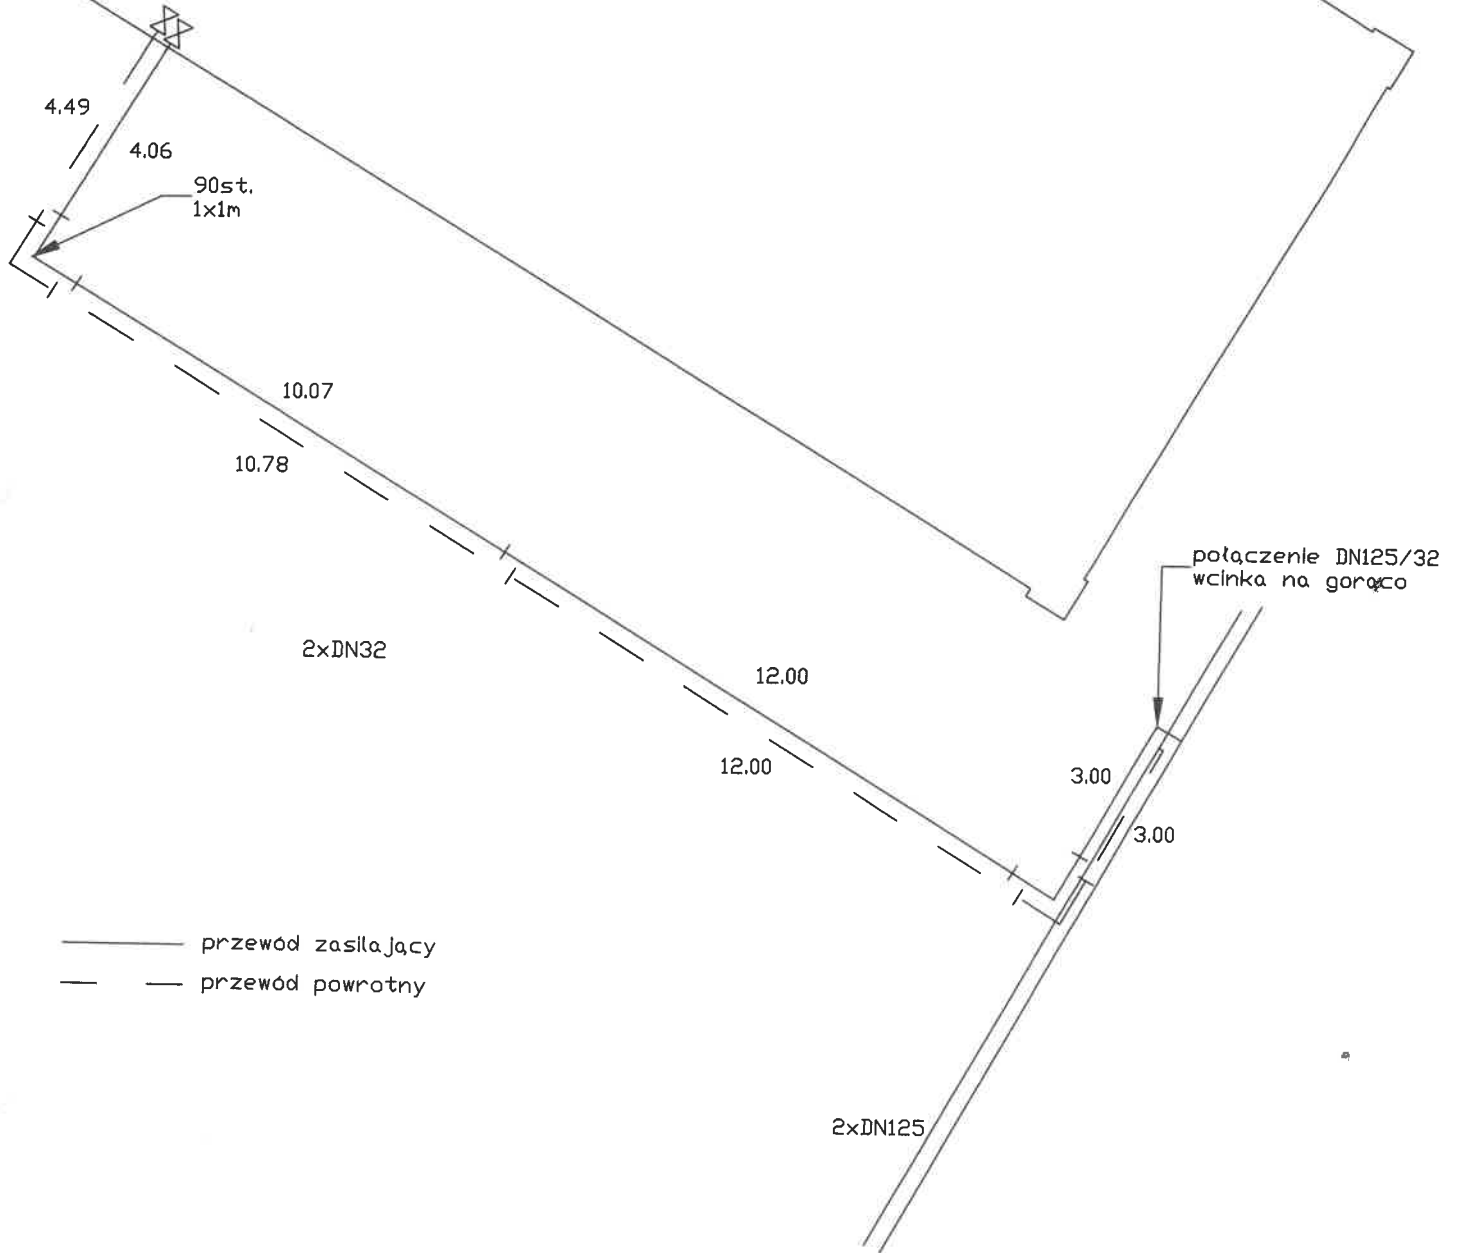 4.49
4.06
90st.
1x1m
10.07
10.78
połączenie DN125/32
wcinka na gorąco
2xDN32
12.00
12.00
3.00
3.00
przewód zasilający
przewód powrotny
2xDN125